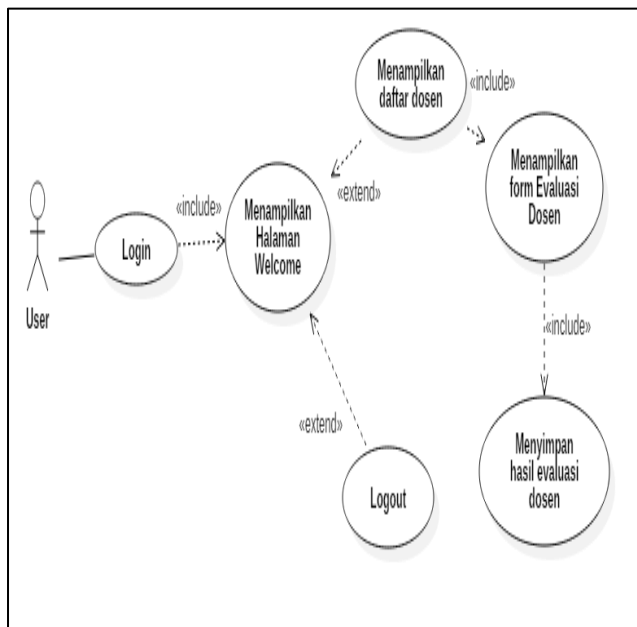 Menampilkan
daftar dosen
«include»
Menampilkan
form Evaluasi
Dosen
«extend»
«include»
Menampilkan
Halaman
Welcome
Login
User
«include»
«extend»
Menyimpan
hasil evaluasi
dosen
Logout